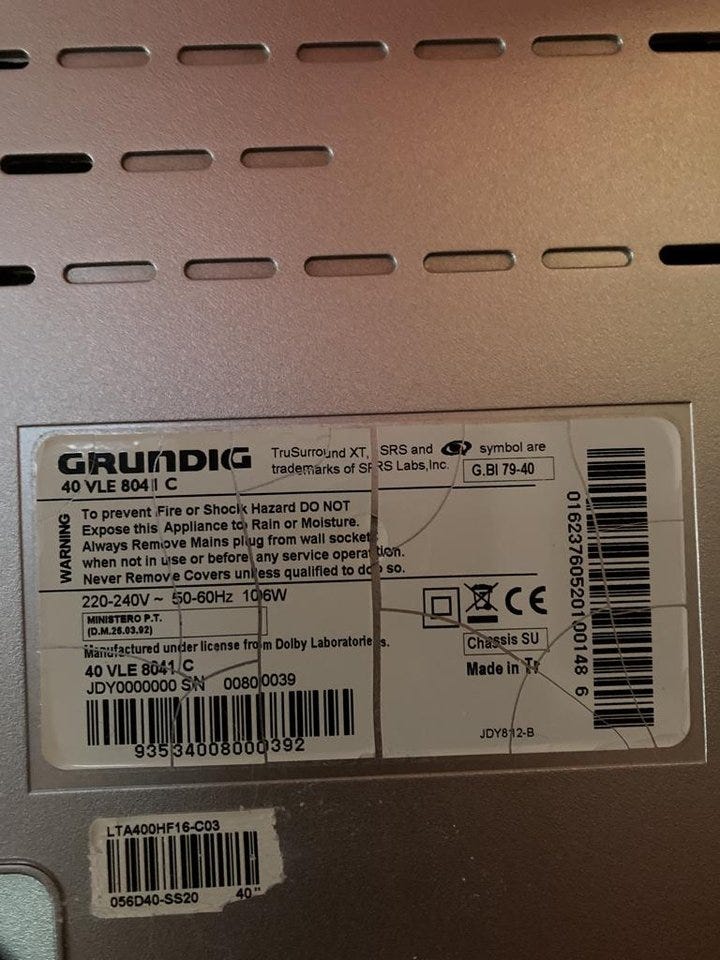 GRUNDIG
40 VLE 8041 C
TruSurround XT, SRS and symbol are
trademarks of SRS Labs,Inc.
G.BI 79-40
WARNING
To prevent Fire or Shock Hazard DO NOT
Expose this Appliance to Rain or Moisture.
Always Remove Mains plug from wall socket
when not in use or before any service operation.
Never Remove Covers unless qualified to do so.
220-240V ~ 50-60Hz 106W
MINISTERO P.T.
(D.M.26.03.92)
Manufactured under license from Dolby Laboratories.
40 VLE 8041 C
JDY0000000 SN 00800039
93534008000392
CE
Chassis SU
Made in Tr
JDY812-B
01623760520100148 6
LTA400HF16-C03
056D40-SS20 40"